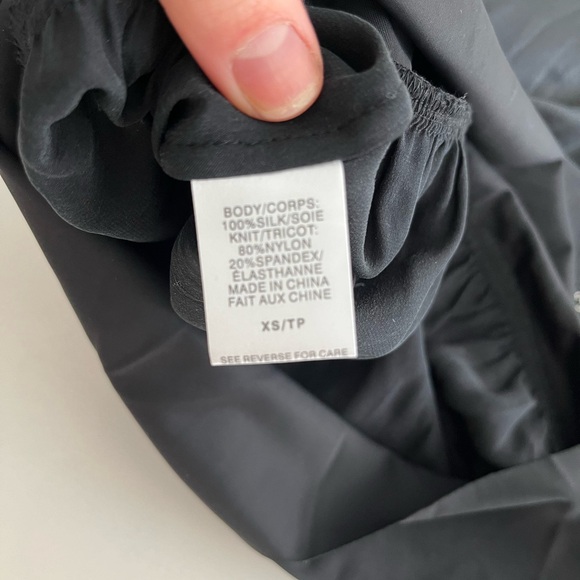 BODY/CORPS:
100%SILK/SOIE
KNIT/TRICOT:
80%NYLON
20%SPANDEX/
ÉLASTHANNE
MADE IN CHINA
FAIT AUX CHINE
XS/TP
SEE REVERSE FOR CARE